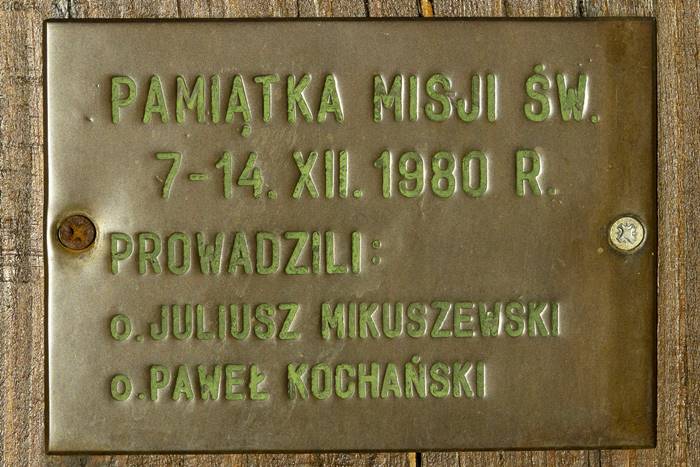 PAMIĄTKA MISJI ŚW.
7-14. XII. 1980 R.
PROWADZILI:
o. JULIUSZ MIKUSZEWSKI
o. PAWEŁ KOCHAŃSKI